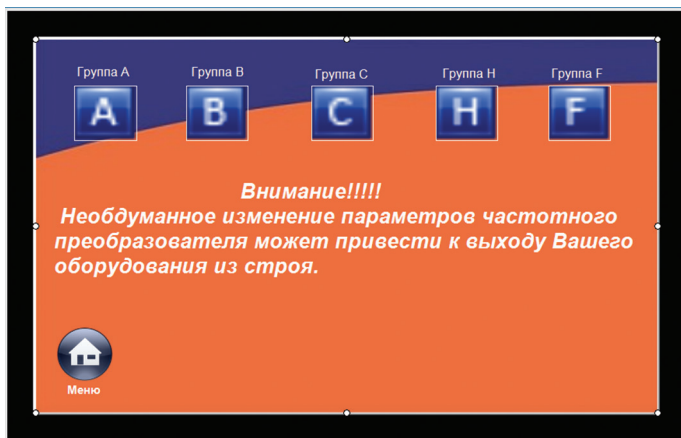 Группа A Группа B Группа C Группа H Группа F
A B C H F
Внимание!!!!!
Необдуманное изменение параметров частотного
преобразователя может привести к выходу Вашего
оборудования из строя.
Меню